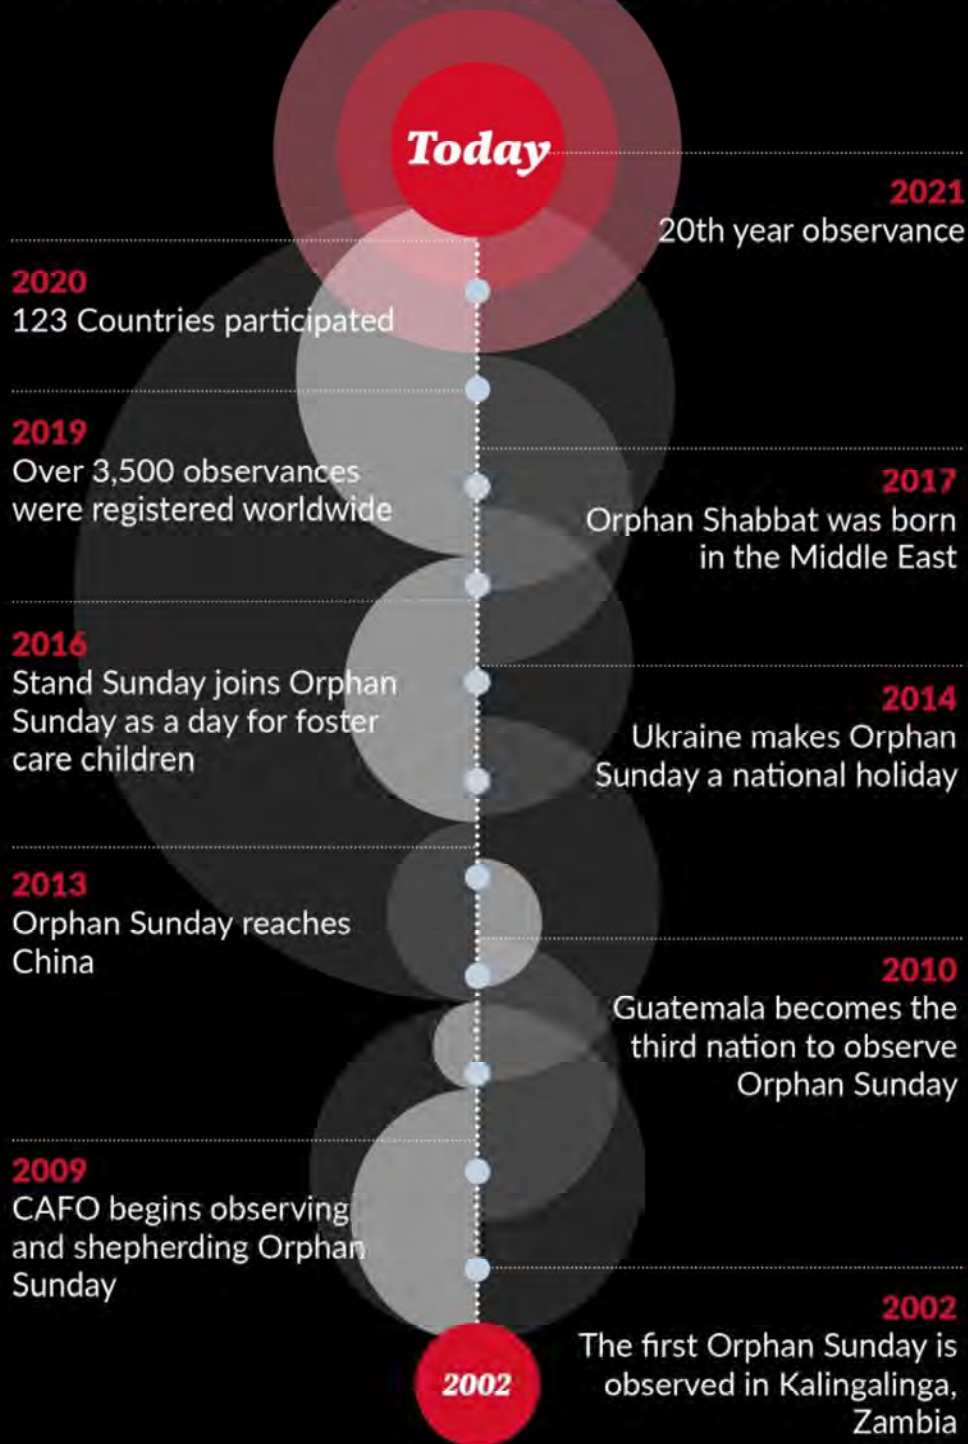 Today
2021
20th year observance
2020
123 Countries participated
2019
Over 3,500 observances
were registered worldwide
2017
Orphan Shabbat was born
in the Middle East
2016
Stand Sunday joins Orphan
Sunday as a day for foster
care children
2014
Ukraine makes Orphan
Sunday a national holiday
2013
Orphan Sunday reaches
China
2010
Guatemala becomes the
third nation to observe
Orphan Sunday
2009
CAFO begins observing
and shepherding Orphan
Sunday
2002
The first Orphan Sunday is
observed in Kalingalinga,
Zambia
2002